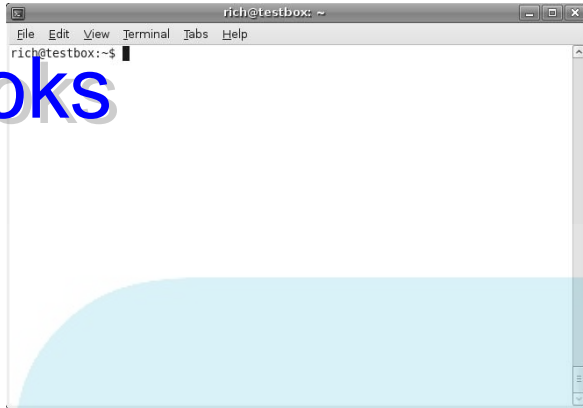 rich@testbox: ~
File Edit View Terminal Tabs Help
rich@testbox:~$
oks